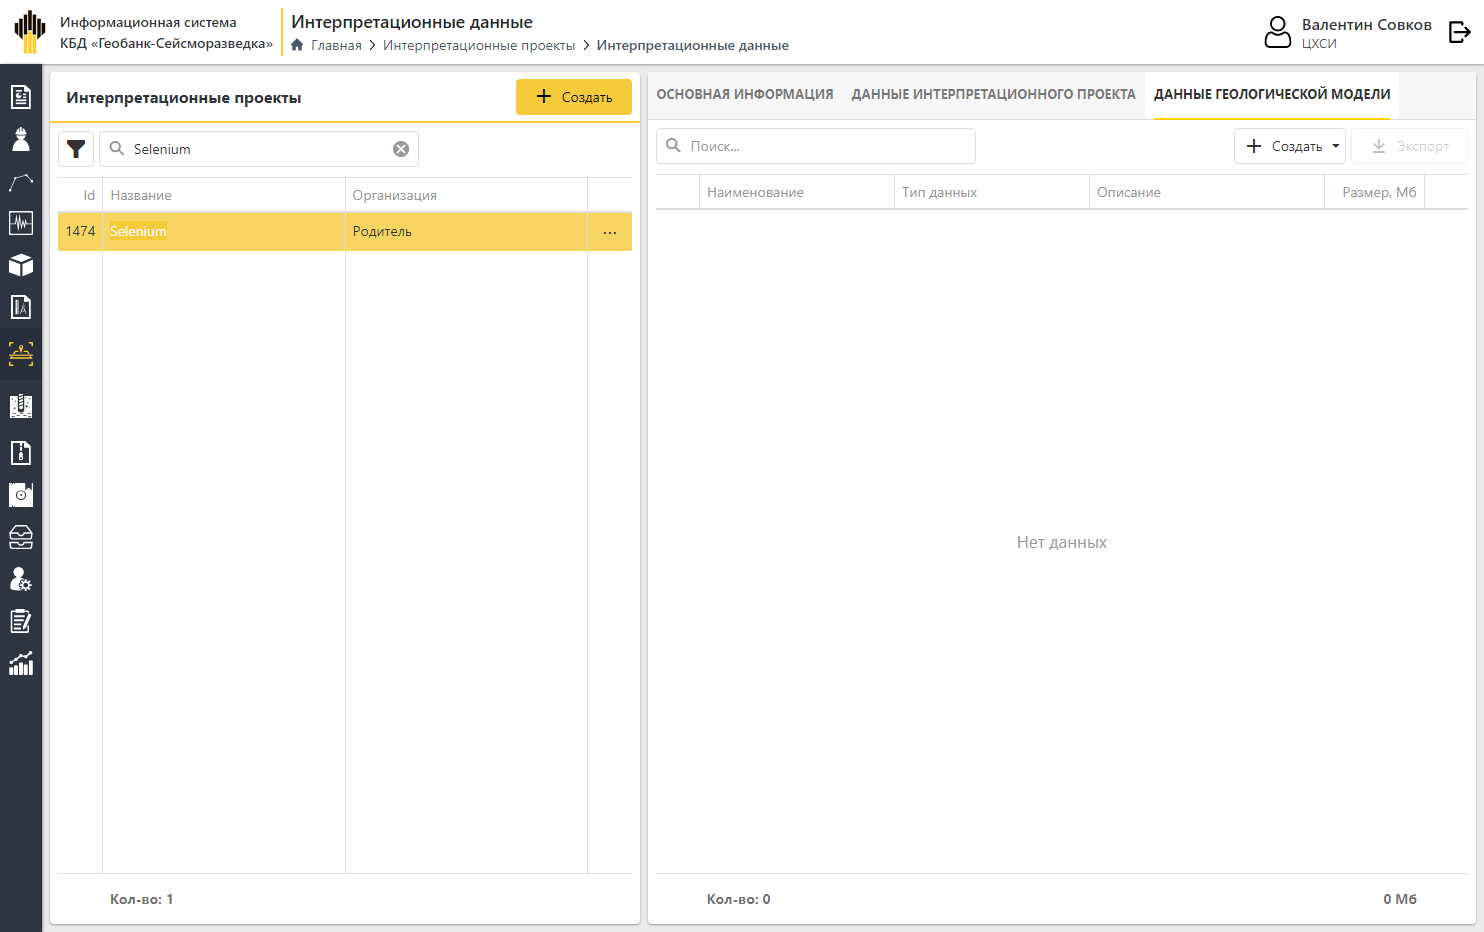 Информационная система
КБД «Геобанк-Сейсморазведка»
Интерпретационные данные
Главная
Интерпретационные проекты
Интерпретационные данные
Валентин Совков
ЦХСИ
Интерпретационные проекты
Создать
Selenium
Id
Название
Организация
1474
Selenium
Родитель
...
Кол-во: 1
ОСНОВНАЯ ИНФОРМАЦИЯ
ДАННЫЕ ИНТЕРПРЕТАЦИОННОГО ПРОЕКТА
ДАННЫЕ ГЕОЛОГИЧЕСКОЙ МОДЕЛИ
Поиск...
Создать
Экспорт
Наименование
Тип данных
Описание
Размер, Мб
Нет данных
Кол-во: 0
0 Мб